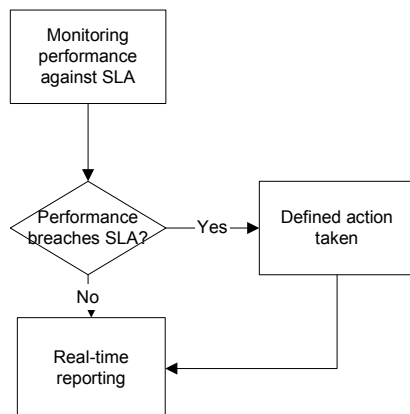 Monitoring
performance
against SLA
Performance
breaches SLA?
Yes
Defined action
taken
No
Real-time
reporting